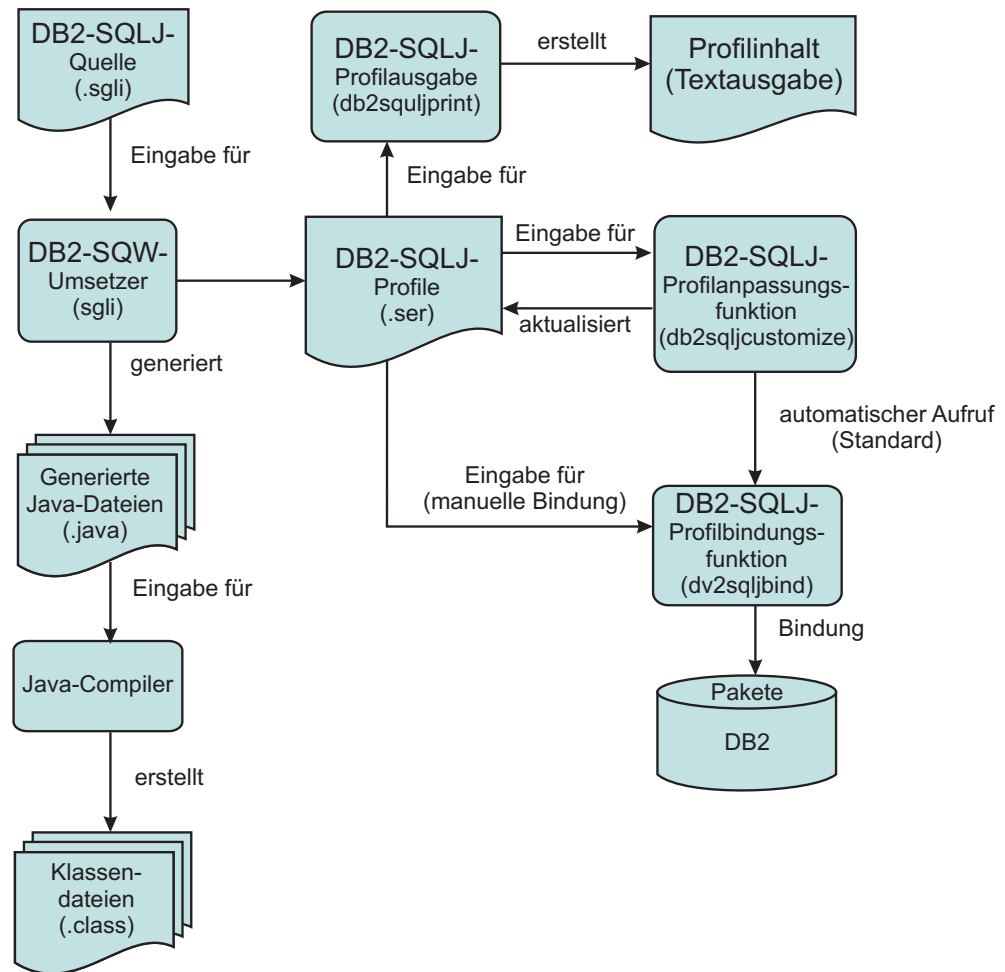 DB2-SQLJ-
Quelle
(.sgli)
Eingabe für
DB2-SQW-
Umsetzer
(sgli)
generiert
Generierte
Java-Dateien
(.java)
Eingabe für
Java-Compiler
erstellt
Klassen-
dateien
(.class)
DB2-SQLJ-
Profilausgabe
(db2squljprint)
erstellt
Profilinhalt
(Textausgabe)
Eingabe für
DB2-SQLJ-
Profile
(.ser)
Eingabe für
aktualisiert
DB2-SQLJ-
Profilanpassungs-
funktion
(db2sqljcustomize)
automatischer Aufruf
(Standard)
Eingabe für
(manuelle Bindung)
DB2-SQLJ-
Profilbindungs-
funktion
(dv2sqljbind)
Bindung
Pakete
DB2